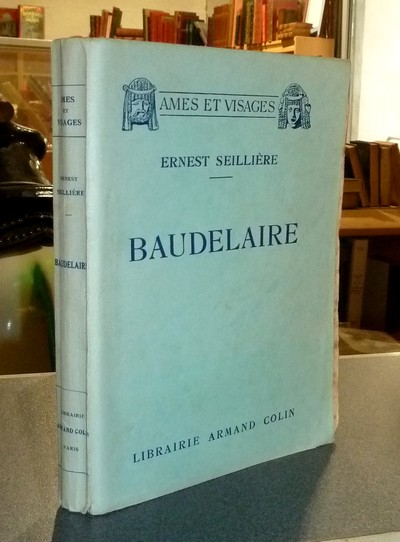 AMES
ET
VISAGES
ERNEST
SEILLIÈRE
BAUDELAIRE
LIBRAIRIE
ARMAND COLIN
PARIS
AMES ET VISAGES
ERNEST SEILLIÈRE
BAUDELAIRE
LIBRAIRIE ARMAND COLIN